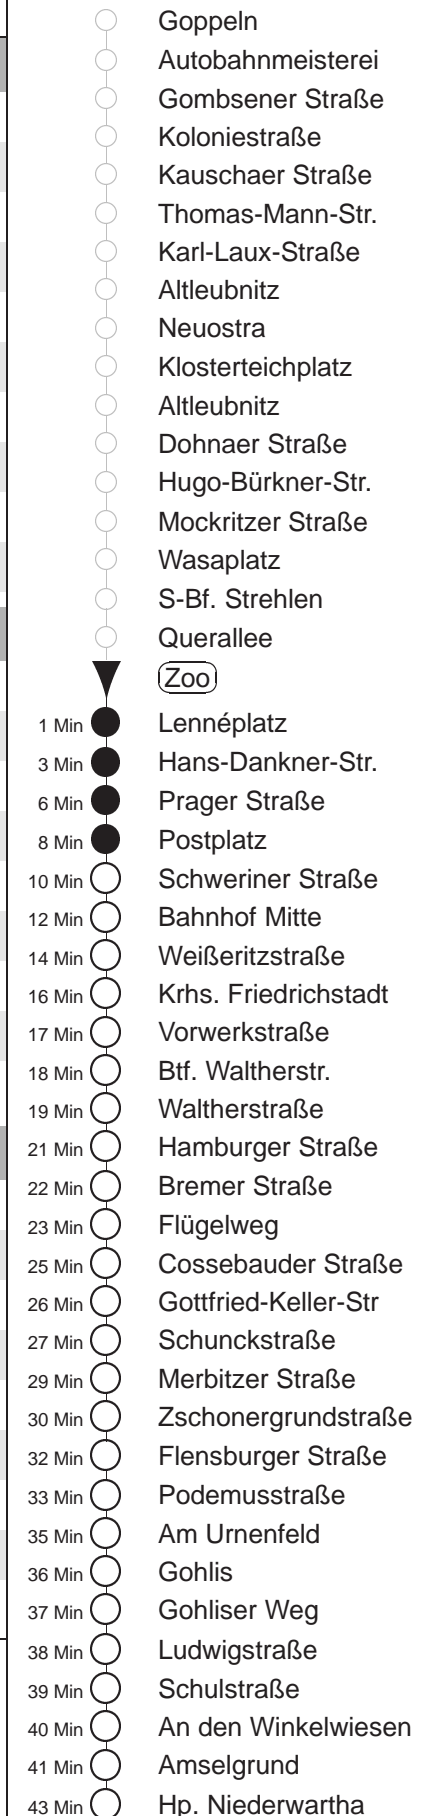 Goppeln
Autobahnmeisterei
Gombsener Straße
Koloniestraße
Kauschaer Straße
Thomas-Mann-Str.
Karl-Laux-Straße
Altleubnitz
Neuostra
Klosterteichplatz
Altleubnitz
Dohnaer Straße
Hugo-Bürkner-Str.
Mockritzer Straße
Wasaplatz
S-Bf. Strehlen
Querallee
Zoo
1 Min Lennéplatz
3 Min Hans-Dankner-Str.
6 Min Prager Straße
8 Min Postplatz
10 Min Schweriner Straße
12 Min Bahnhof Mitte
14 Min Weißeritzstraße
16 Min Krhs. Friedrichstadt
17 Min Vorwerkstraße
18 Min Btf. Waltherstr.
19 Min Waltherstraße
21 Min Hamburger Straße
22 Min Bremer Straße
23 Min Flügelweg
25 Min Cossebauder Straße
26 Min Gottfried-Keller-Str
27 Min Schunckstraße
29 Min Merbitzer Straße
30 Min Zschonergrundstraße
32 Min Flensburger Straße
33 Min Podemusstraße
35 Min Am Urnenfeld
36 Min Gohlis
37 Min Gohliser Weg
38 Min Ludwigstraße
39 Min Schulstraße
40 Min An den Winkelwiesen
41 Min Amselgrund
43 Min Hp. Niederwartha